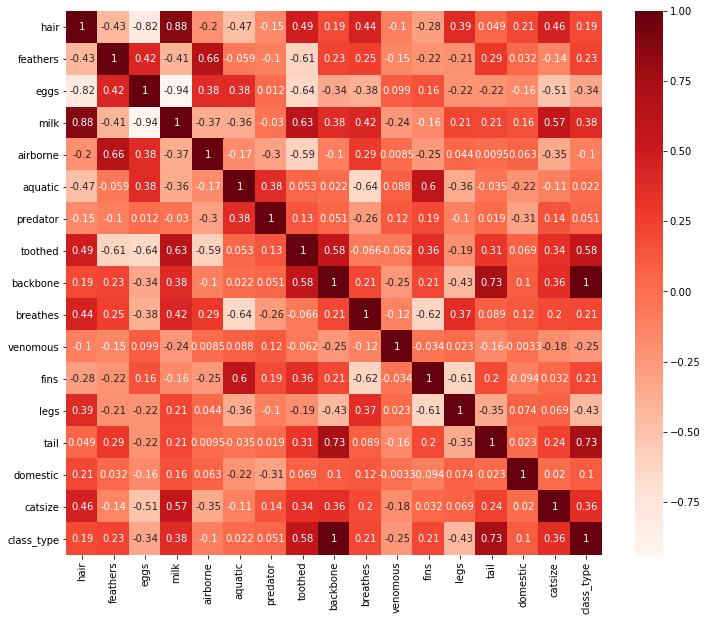 hair 1 -0.43 -0.82 0.88 -0.2 -0.47 -0.15 0.49 0.19 0.44 -0.1 -0.28 0.39 0.049 0.21 0.46 0.19
feathers -0.43 1 0.42 -0.41 0.66 -0.059 -0.1 -0.61 0.23 0.25 -0.15 -0.22 -0.21 0.29 0.032 -0.14 0.23
eggs -0.82 0.42 1 -0.94 0.38 0.38 0.012 -0.64 -0.34 -0.38 0.099 0.16 -0.22 -0.22 -0.16 -0.51 -0.34
milk 0.88 -0.41 -0.94 1 -0.37 -0.36 -0.03 0.63 0.38 0.42 -0.24 -0.16 0.21 0.21 0.16 0.57 0.38
airborne -0.2 0.66 0.38 -0.37 1 -0.17 -0.3 -0.59 -0.1 0.29 0.0085 -0.25 0.044 0.0095 0.063 -0.35 -0.1
aquatic -0.47 -0.059 0.38 -0.36 -0.17 1 0.38 0.053 0.022 -0.64 0.088 0.6 -0.36 -0.035 -0.22 -0.11 0.022
predator -0.15 -0.1 0.012 -0.03 -0.3 0.38 1 0.13 0.051 -0.26 0.12 0.19 -0.1 0.019 -0.31 0.14 0.051
toothed 0.49 -0.61 -0.64 0.63 -0.59 0.053 0.13 1 0.58 -0.066 -0.062 0.36 -0.19 0.31 0.069 0.34 0.58
backbone 0.19 0.23 -0.34 0.38 -0.1 0.022 0.051 0.58 1 0.21 -0.25 0.21 -0.43 0.73 0.1 0.36 1
breathes 0.44 0.25 -0.38 0.42 0.29 -0.64 -0.26 -0.066 0.21 1 -0.12 -0.62 0.37 0.089 0.12 0.2 0.21
venomous -0.1 -0.15 0.099 -0.24 0.0085 0.088 0.12 -0.062 -0.25 -0.12 1 -0.034 0.023 -0.16 -0.0033 -0.18 -0.25
fins -0.28 -0.22 0.16 -0.16 -0.25 0.6 0.19 0.36 0.21 -0.62 -0.034 1 -0.61 0.2 -0.094 0.032 0.21
legs 0.39 -0.21 -0.22 0.21 0.044 -0.36 -0.1 -0.19 -0.43 0.37 0.023 -0.61 1 -0.35 0.074 0.069 -0.43
tail 0.049 0.29 -0.22 0.21 0.0095 -0.035 0.019 0.31 0.73 0.089 -0.16 0.2 -0.35 1 0.023 0.24 0.73
domestic 0.21 0.032 -0.16 0.16 0.063 -0.22 -0.31 0.069 0.1 0.12 -0.0033 -0.094 0.074 0.023 1 0.02 0.1
catsize 0.46 -0.14 -0.51 0.57 -0.35 -0.11 0.14 0.34 0.36 0.2 -0.18 0.032 0.069 0.24 0.02 1 0.36
class_type 0.19 0.23 -0.34 0.38 -0.1 0.022 0.051 0.58 1 0.21 -0.25 0.21 -0.43 0.73 0.1 0.36 1
hair feathers eggs milk airborne aquatic predator toothed backbone breathes venomous fins legs tail domestic catsize class_type
1.00
0.75
0.50
0.25
0.00
−0.25
−0.50
−0.75